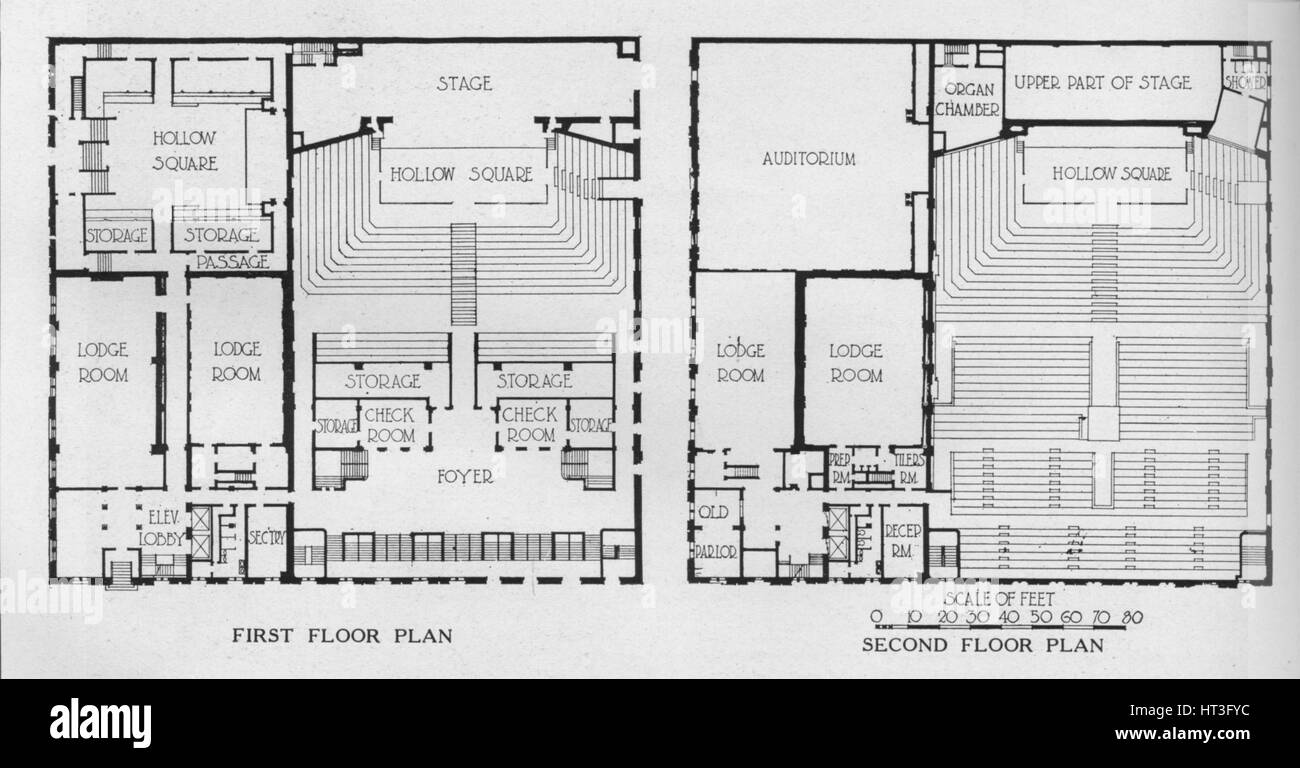 STAGE
HOLLOW
SQUARE
HOLLOW SQUARE
STORAGE
STORAGE
PASSAGE
LODGE
ROOM
LODGE
ROOM
STORAGE
STORAGE
STORAGE
CHECK
ROOM
CHECK
ROOM
STORAGE
FOYER
ELEV.
LOBBY
SECTRY
FIRST FLOOR PLAN
AUDITORIUM
ORGAN
CHAMBER
UPPER PART OF STAGE
SHOWER
HOLLOW SQUARE
LODGE
ROOM
LODGE
ROOM
PREP
RM.
TILERS
RM.
OLD
PARLOR
RECEP
RM.
SCALE OF FEET
0 10 20 30 40 50 60 70 80
SECOND FLOOR PLAN
alamy stock photo
HT3FYC
www.alamy.com